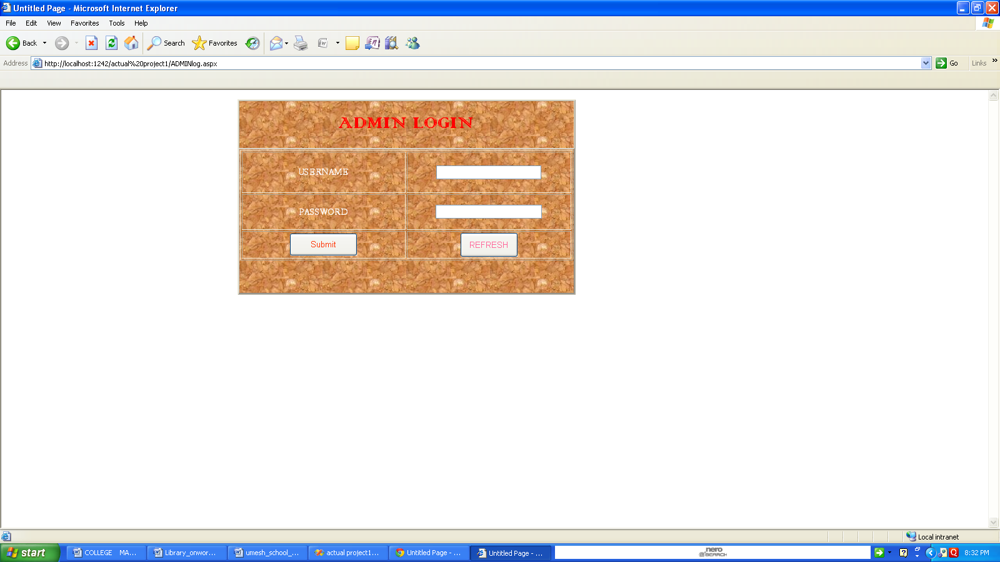 Untitled Page - Microsoft Internet Explorer
File Edit View Favorites Tools Help
Back Search Favorites
Address http://localhost:1242/actual%20project1/ADMINlog.aspx Go Links »
ADMIN LOGIN
USERNAME
PASSWORD
Submit REFRESH
Local intranet
start COLLEGE MA... Library_onwor... umesh_school_... actual project1... Untitled Page - ... Untitled Page - ... nero SEARCH 8:32 PM